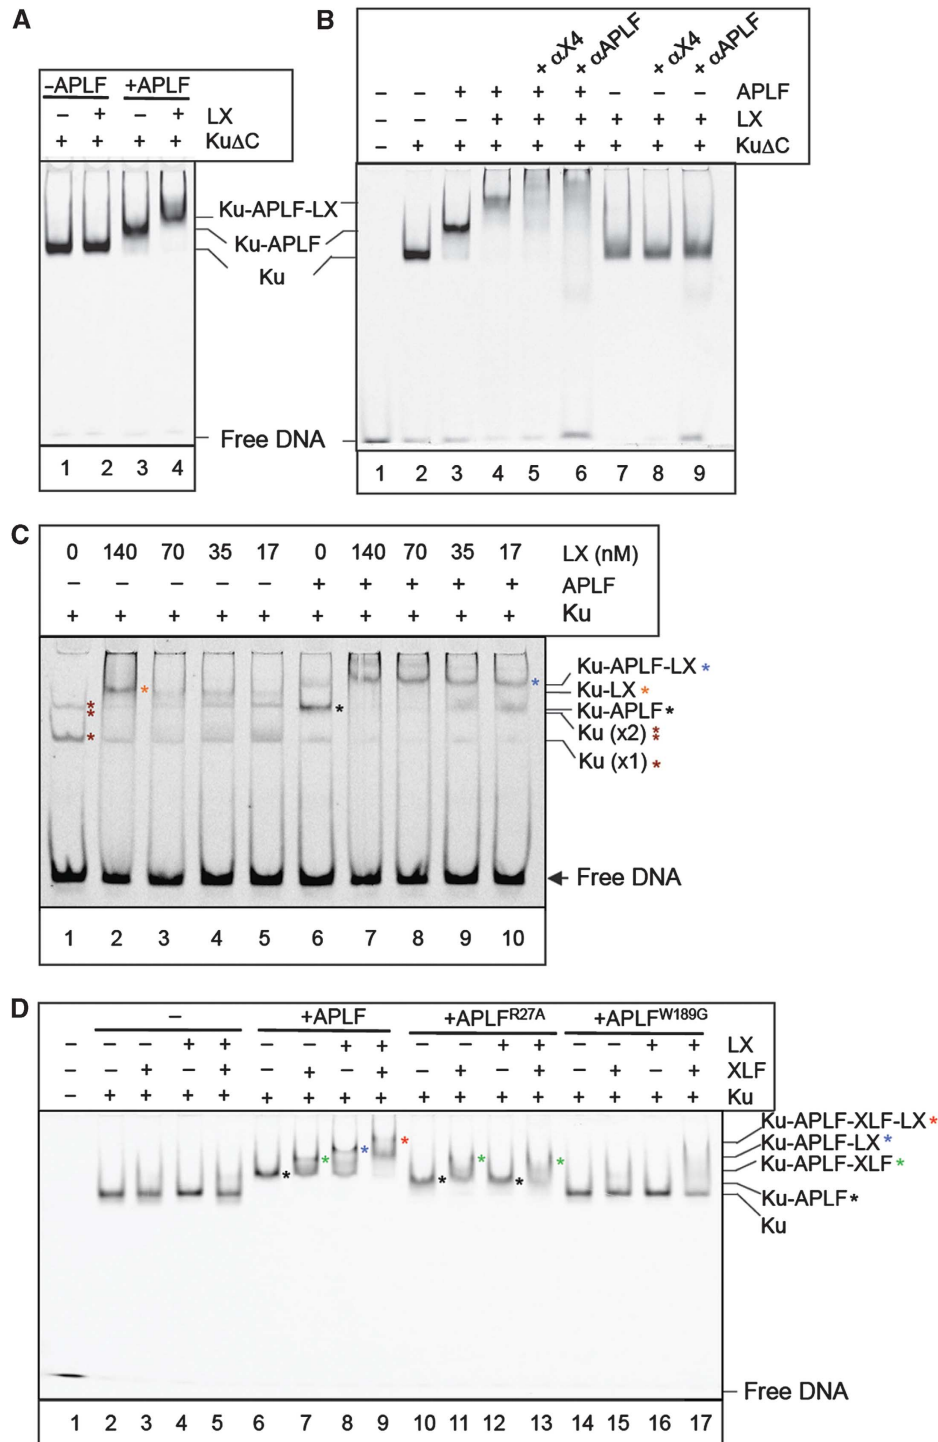 A
–APLF +APLF
– + – + LX
+ + + + KuΔC
Ku-APLF-LX
Ku-APLF
Ku
Free DNA
1 2 3 4
B
+ αX4 + αAPLF + αX4 + αAPLF
– – + + + + – – – APLF
– – – + + + + + + LX
– + + + + + + + + KuΔC
1 2 3 4 5 6 7 8 9
C
0 140 70 35 17 0 140 70 35 17 LX (nM)
– – – – – + + + + + APLF
+ + + + + + + + + + Ku
Ku-APLF-LX *
Ku-LX *
Ku-APLF *
Ku (x2) **
Ku (x1) *
Free DNA
1 2 3 4 5 6 7 8 9 10
D
– +APLF +APLFR27A +APLFW189G
– – – + + – – + + – – + + – – + + LX
– – + – + – + – + – + – + – + – + XLF
– + + + + + + + + + + + + + + + + Ku
Ku-APLF-XLF-LX *
Ku-APLF-LX *
Ku-APLF-XLF *
Ku-APLF *
Ku
Free DNA
1 2 3 4 5 6 7 8 9 10 11 12 13 14 15 16 17